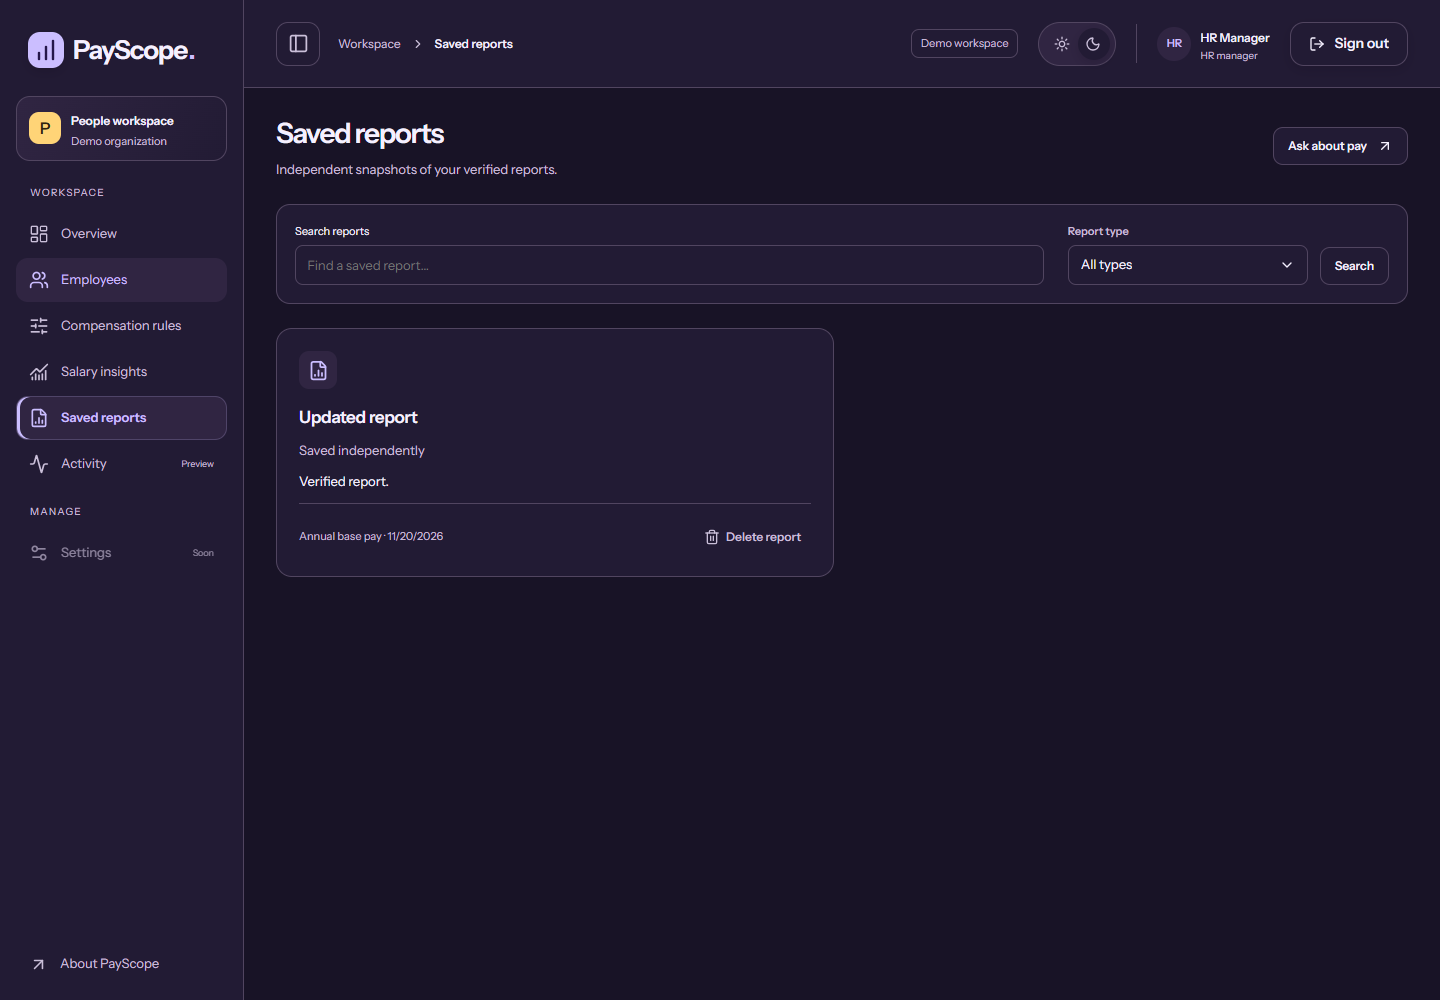 PayScope.
P
People workspace
Demo organization
WORKSPACE
Overview
Employees
Compensation rules
Salary insights
Saved reports
Activity
Preview
MANAGE
Settings
Soon
About PayScope
Workspace
Saved reports
Demo workspace
HR
HR Manager
HR manager
Sign out
Saved reports
Independent snapshots of your verified reports.
Ask about pay
Search reports
Find a saved report...
Report type
All types
Search
Updated report
Saved independently
Verified report.
Annual base pay · 11/20/2026
Delete report